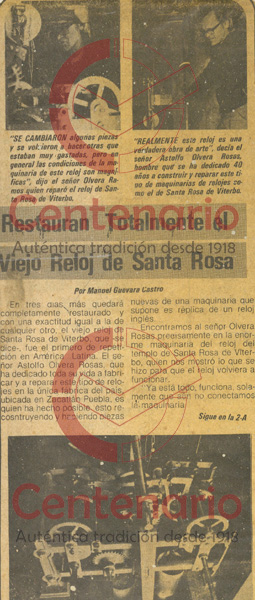 "SE CAMBIARON algunas piezas
y se volvieron a hacer otras que
estaban muy gastadas, pero en
general las condiciones de la ma-
quinaria de este reloj son mag-
níficas", dijo el señor Olvera Ra-
mos quien reparó el reloj de San-
ta Rosa de Viterbo.
"REALMENTE este reloj es una
verdadera obra de arte", decía el
señor Astolfo Olvera Rosas,
hombre que se ha dedicado 40
años a construir y reparar este ti-
po de maquinarias de relojes co-
mo el de Santa Rosa de Viterbo.
Centenario
Auténtica tradición desde 1918
Restauran Totalmente el
Viejo Reloj de Santa Rosa
Por Manuel Guevara Castro
En tres días, más quedará
completamente restaurado y
con una exactitud igual a la de
cualquier otro, el viejo reloj de
Santa Rosa de Viterbo que, se
dice, fue el primero de repeti-
ción en América Latina. El se-
ñor Astolfo Olvera Rosas, que
ha dedicado toda su vida a fabri-
car y a reparar este tipo de relo-
jes en la única fábrica del país
ubicado en Zacatlán, Puebla, es
quien ha hecho posible, esto re-
construyendo y haciendo piezas
nuevas de una maquinaria que
supone es réplica de un reloj
inglés.
Encontramos al señor Olvera
Rosas precisamente en la enor-
me maquinaria del reloj del
templo de Santa Rosa de Viter-
bo, quien nos mostró lo que se
hizo para que el reloj volviera a
funcionar.
Ya está todo, funciona, sola-
mente que aún no conectamos
la maquinaria
Sigue en la 2-A
Centenario
Auténtica tradición desde 1918